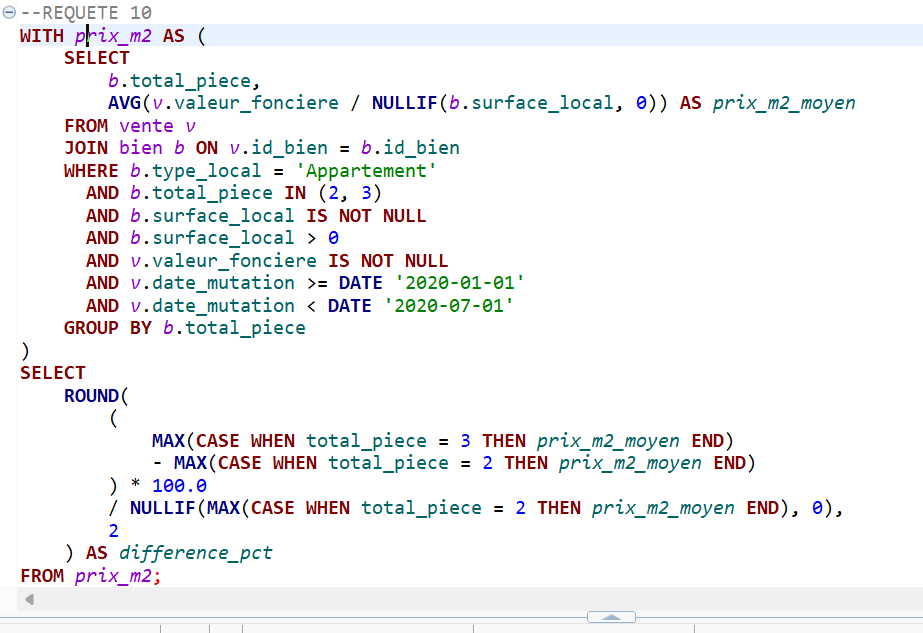 --REQUETE 10
WITH prix_m2 AS (
    SELECT
        b.total_piece,
        AVG(v.valeur_fonciere / NULLIF(b.surface_local, 0)) AS prix_m2_moyen
    FROM vente v
    JOIN bien b ON v.id_bien = b.id_bien
    WHERE b.type_local = 'Appartement'
      AND b.total_piece IN (2, 3)
      AND b.surface_local IS NOT NULL
      AND b.surface_local > 0
      AND v.valeur_fonciere IS NOT NULL
      AND v.date_mutation >= DATE '2020-01-01'
      AND v.date_mutation < DATE '2020-07-01'
    GROUP BY b.total_piece
)
SELECT
    ROUND(
        (
            MAX(CASE WHEN total_piece = 3 THEN prix_m2_moyen END)
            - MAX(CASE WHEN total_piece = 2 THEN prix_m2_moyen END)
        ) * 100.0
        / NULLIF(MAX(CASE WHEN total_piece = 2 THEN prix_m2_moyen END), 0),
        2
    ) AS difference_pct
FROM prix_m2;